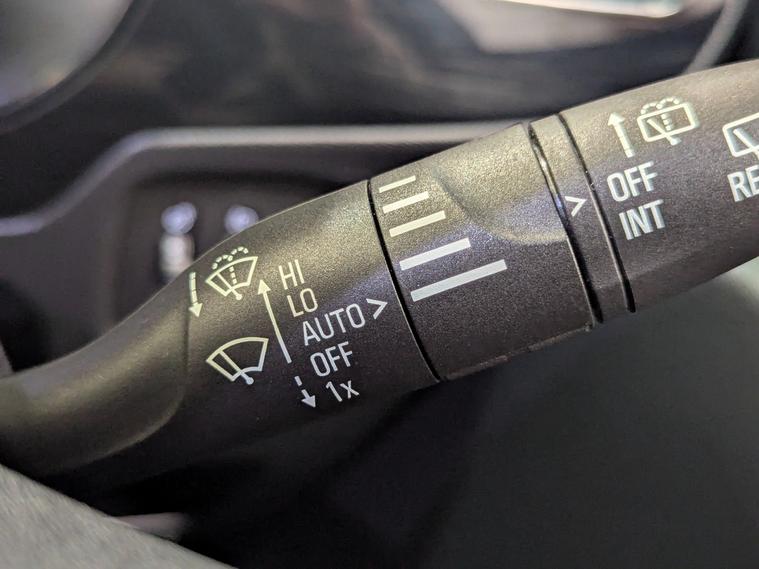 HI
LO
AUTO >
OFF
1x
> OFF
INT
RE